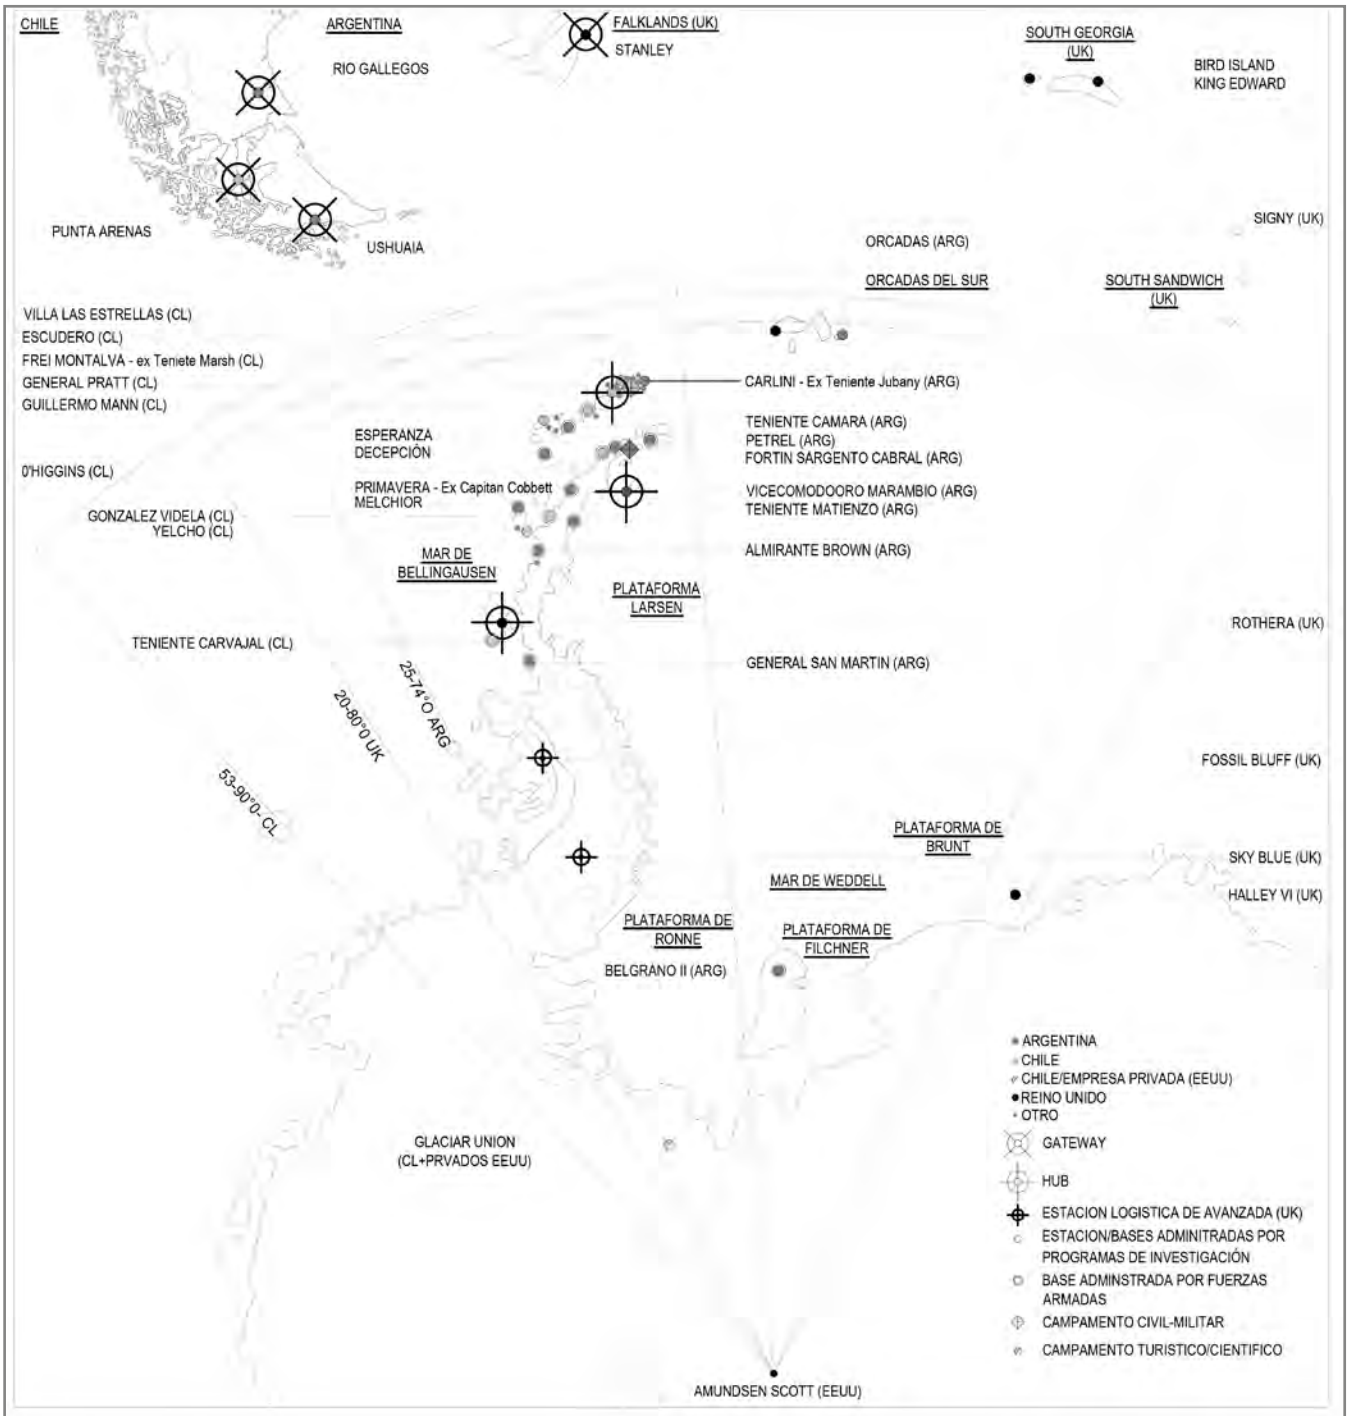 CHILE
ARGENTINA
RIO GALLEGOS
FALKLANDS (UK)
STANLEY
SOUTH GEORGIA
(UK)
BIRD ISLAND
KING EDWARD
PUNTA ARENAS
USHUAIA
SIGNY (UK)
ORCADAS (ARG)
ORCADAS DEL SUR
SOUTH SANDWICH
(UK)
VILLA LAS ESTRELLAS (CL)
ESCUDERO (CL)
FREI MONTALVA - ex Teniete Marsh (CL)
GENERAL PRATT (CL)
GUILLERMO MANN (CL)
O'HIGGINS (CL)
GONZALEZ VIDELA (CL)
YELCHO (CL)
TENIENTE CARVAJAL (CL)
ESPERANZA
DECEPCIÓN
PRIMAVERA - Ex Capitan Cobbett
MELCHIOR
MAR DE
BELLINGAUSEN
CARLINI - Ex Teniente Jubany (ARG)
TENIENTE CAMARA (ARG)
PETREL (ARG)
FORTIN SARGENTO CABRAL (ARG)
VICECOMODOORO MARAMBIO (ARG)
TENIENTE MATIENZO (ARG)
ALMIRANTE BROWN (ARG)
PLATAFORMA
LARSEN
GENERAL SAN MARTIN (ARG)
ROTHERA (UK)
25-74°O ARG
20-80°0 UK
53-90°0- CL
FOSSIL BLUFF (UK)
PLATAFORMA DE
BRUNT
SKY BLUE (UK)
MAR DE WEDDELL
HALLEY VI (UK)
PLATAFORMA DE
RONNE
PLATAFORMA DE
FILCHNER
BELGRANO II (ARG)
GLACIAR UNION
(CL+PRVADOS EEUU)
AMUNDSEN SCOTT (EEUU)
ARGENTINA
CHILE
CHILE/EMPRESA PRIVADA (EEUU)
REINO UNIDO
OTRO
GATEWAY
HUB
ESTACION LOGISTICA DE AVANZADA (UK)
ESTACION/BASES ADMINITRADAS POR
PROGRAMAS DE INVESTIGACIÓN
BASE ADMINSTRADA POR FUERZAS
ARMADAS
CAMPAMENTO CIVIL-MILITAR
CAMPAMENTO TURISTICO/CIENTIFICO